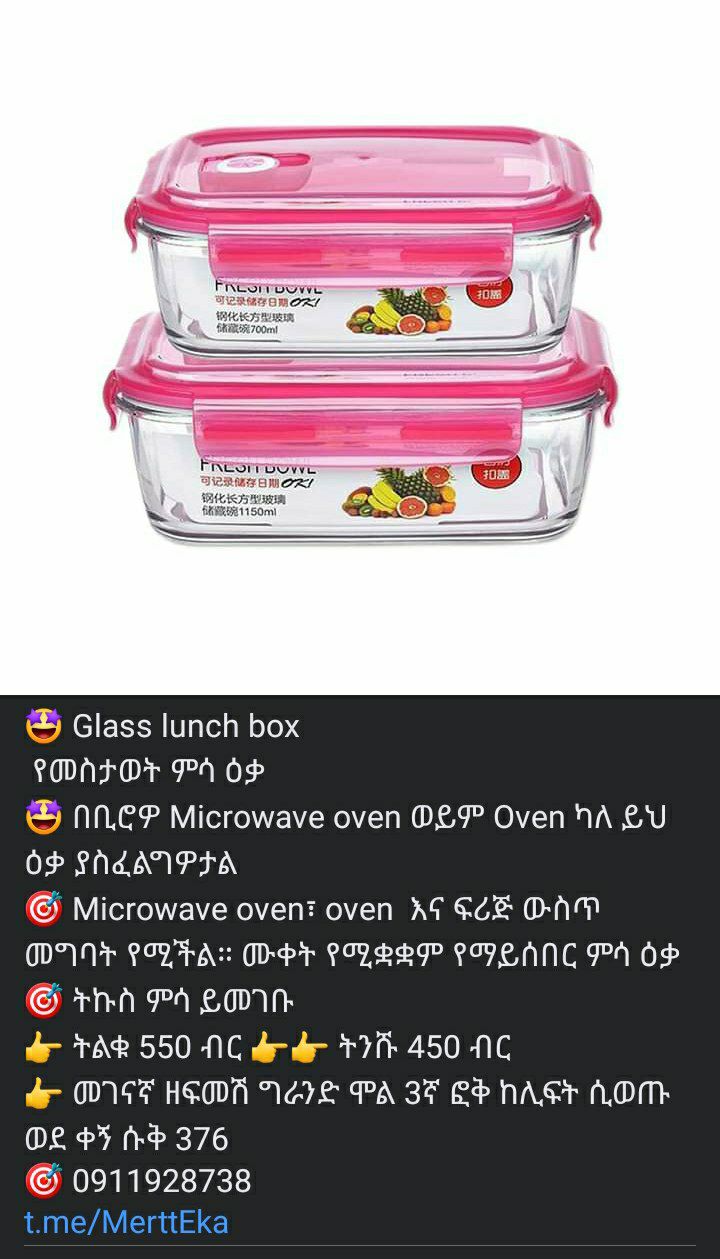 FRESH BOWL
可记录储存日期 OK!
钢化长方型玻璃
储藏碗700ml
扣盖
FRESH BOWL
可记录储存日期 OK!
钢化长方型玻璃
储藏碗1150ml
扣盖
🤩 Glass lunch box
የመስታወት ምሳ ዕቃ
🤩 በቢሮዎ Microwave oven ወይም Oven ካለ ይህ
ዕቃ ያስፈልግዎታል
🎯 Microwave oven፣ oven እና ፍሪጅ ውስጥ
መግባት የሚችል። ሙቀት የሚቋቋም የማይሰበር ምሳ ዕቃ
🎯 ትኩስ ምሳ ይመገቡ
👉 ትልቁ 550 ብር 👉👉 ትንሹ 450 ብር
👉 መገናኛ ዘፍመሽ ግራንድ ሞል 3ኛ ፎቅ ከሊፍት ሲወጡ
ወደ ቀኝ ሱቅ 376
🎯 0911928738
t.me/MerttEka